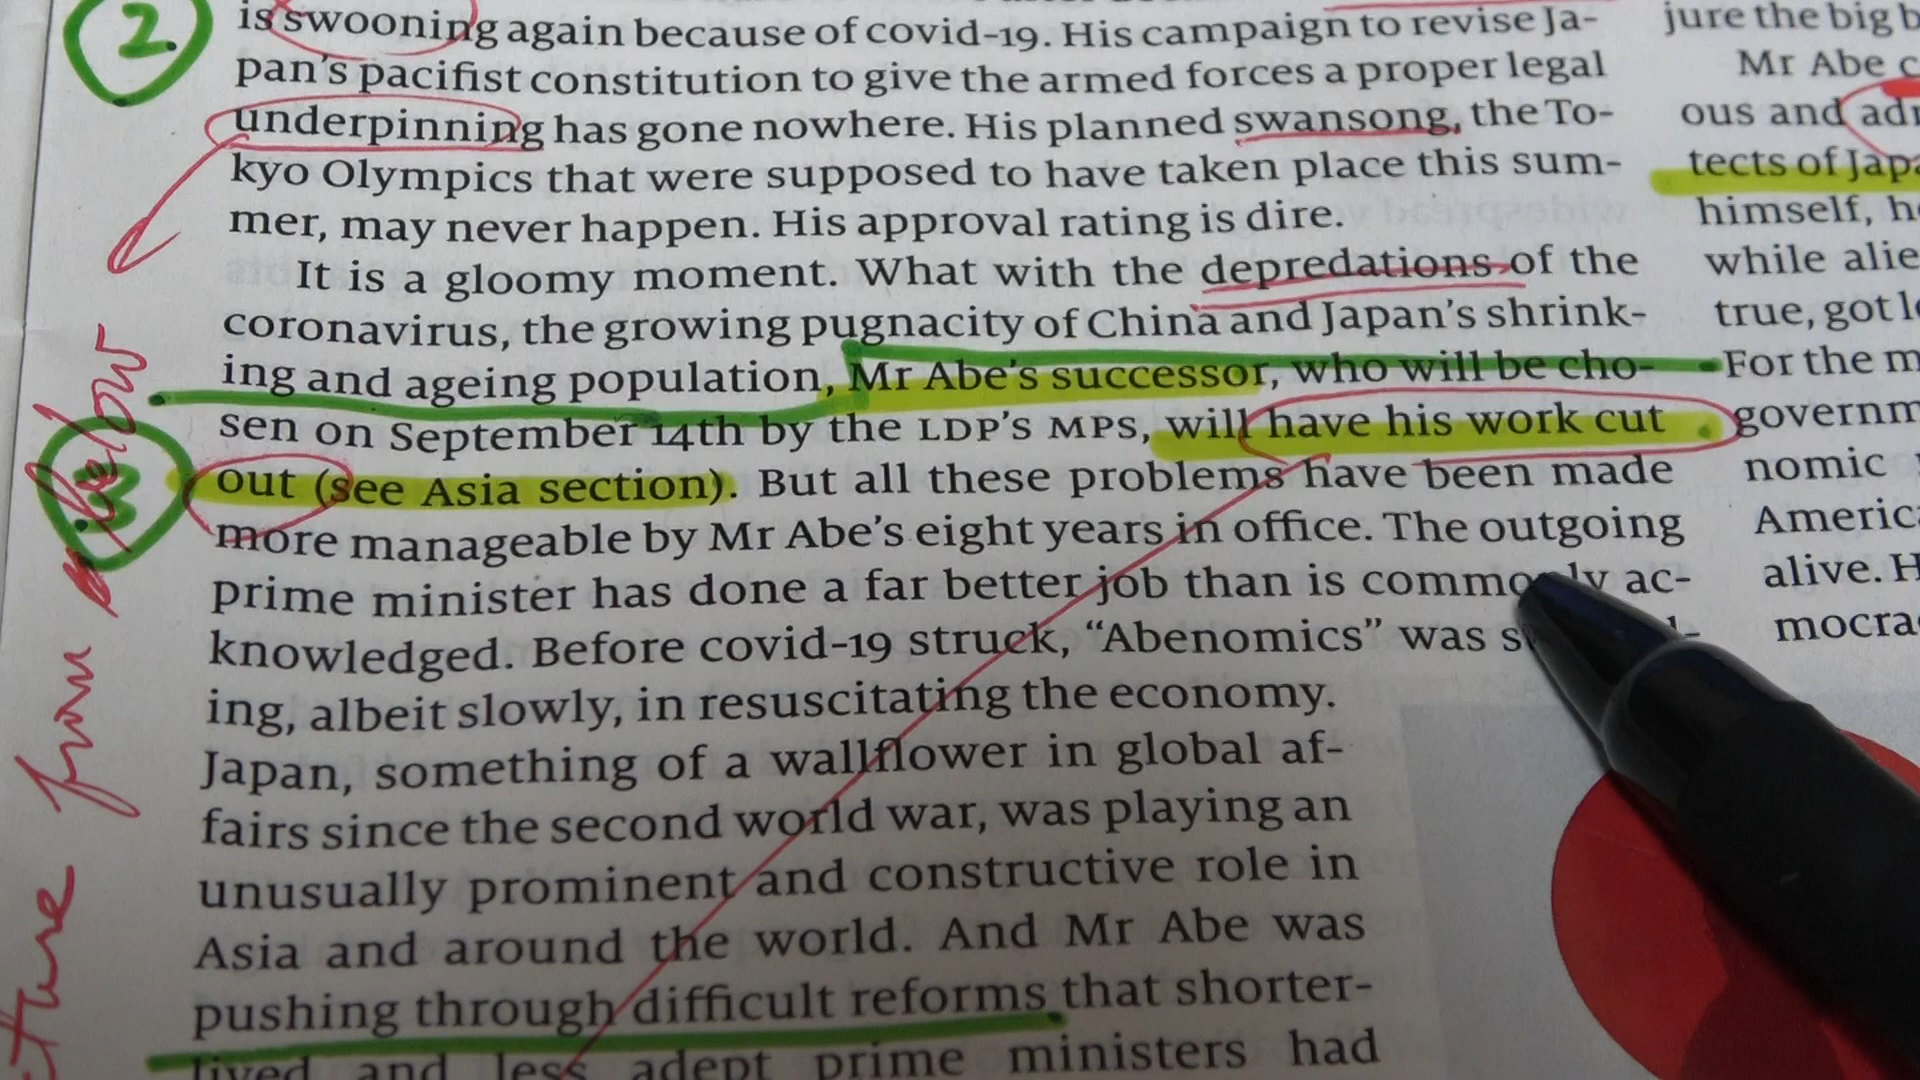 2.
is swooning again because of covid-19. His campaign to revise Ja-
pan's pacifist constitution to give the armed forces a proper legal
underpinning has gone nowhere. His planned swansong, the To-
kyo Olympics that were supposed to have taken place this sum-
mer, may never happen. His approval rating is dire.
It is a gloomy moment. What with the depredations of the
coronavirus, the growing pugnacity of China and Japan's shrink-
ing and ageing population, Mr Abe's successor, who will be cho-
sen on September 14th by the LDP's MPS, will have his work cut
out (see Asia section). But all these problems have been made
more manageable by Mr Abe's eight years in office. The outgoing
prime minister has done a far better job than is commonly ac-
knowledged. Before covid-19 struck, "Abenomics" was
ing, albeit slowly, in resuscitating the economy.
Japan, something of a wallflower in global af-
fairs since the second world war, was playing an
unusually prominent and constructive role in
Asia and around the world. And Mr Abe was
pushing through difficult reforms that shorter-
lived and less adept prime ministers had
jure the big
Mr Abe
ous and
tects of
himself,
while
true, got
For the
nomic
alive.
3
from below